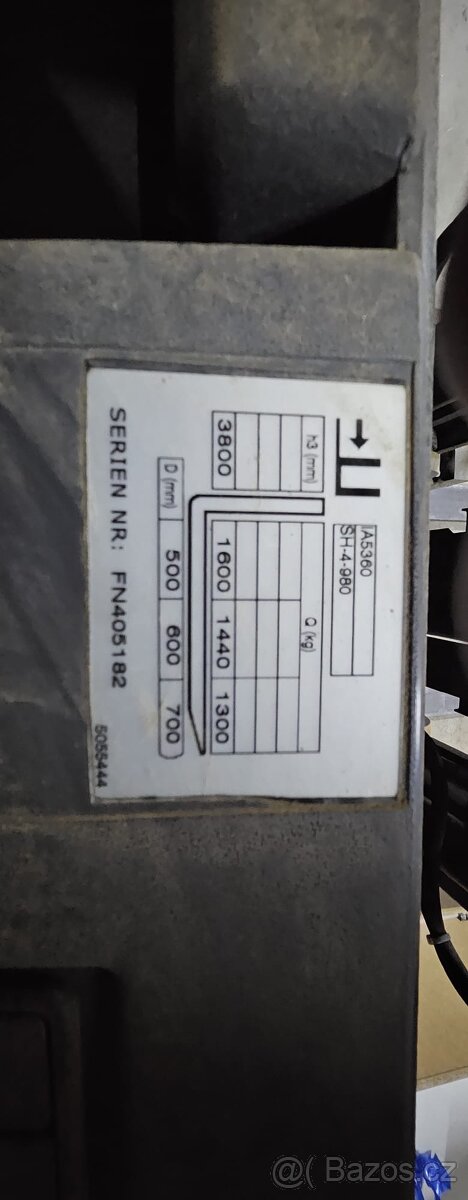 IA5360
SH-4-980
h3 (mm)
Q (kg)
3800 1600 1440 1300
D (mm) 500 600 700
SERIEN NR: FN405182
5055444
@( Bazos.cz